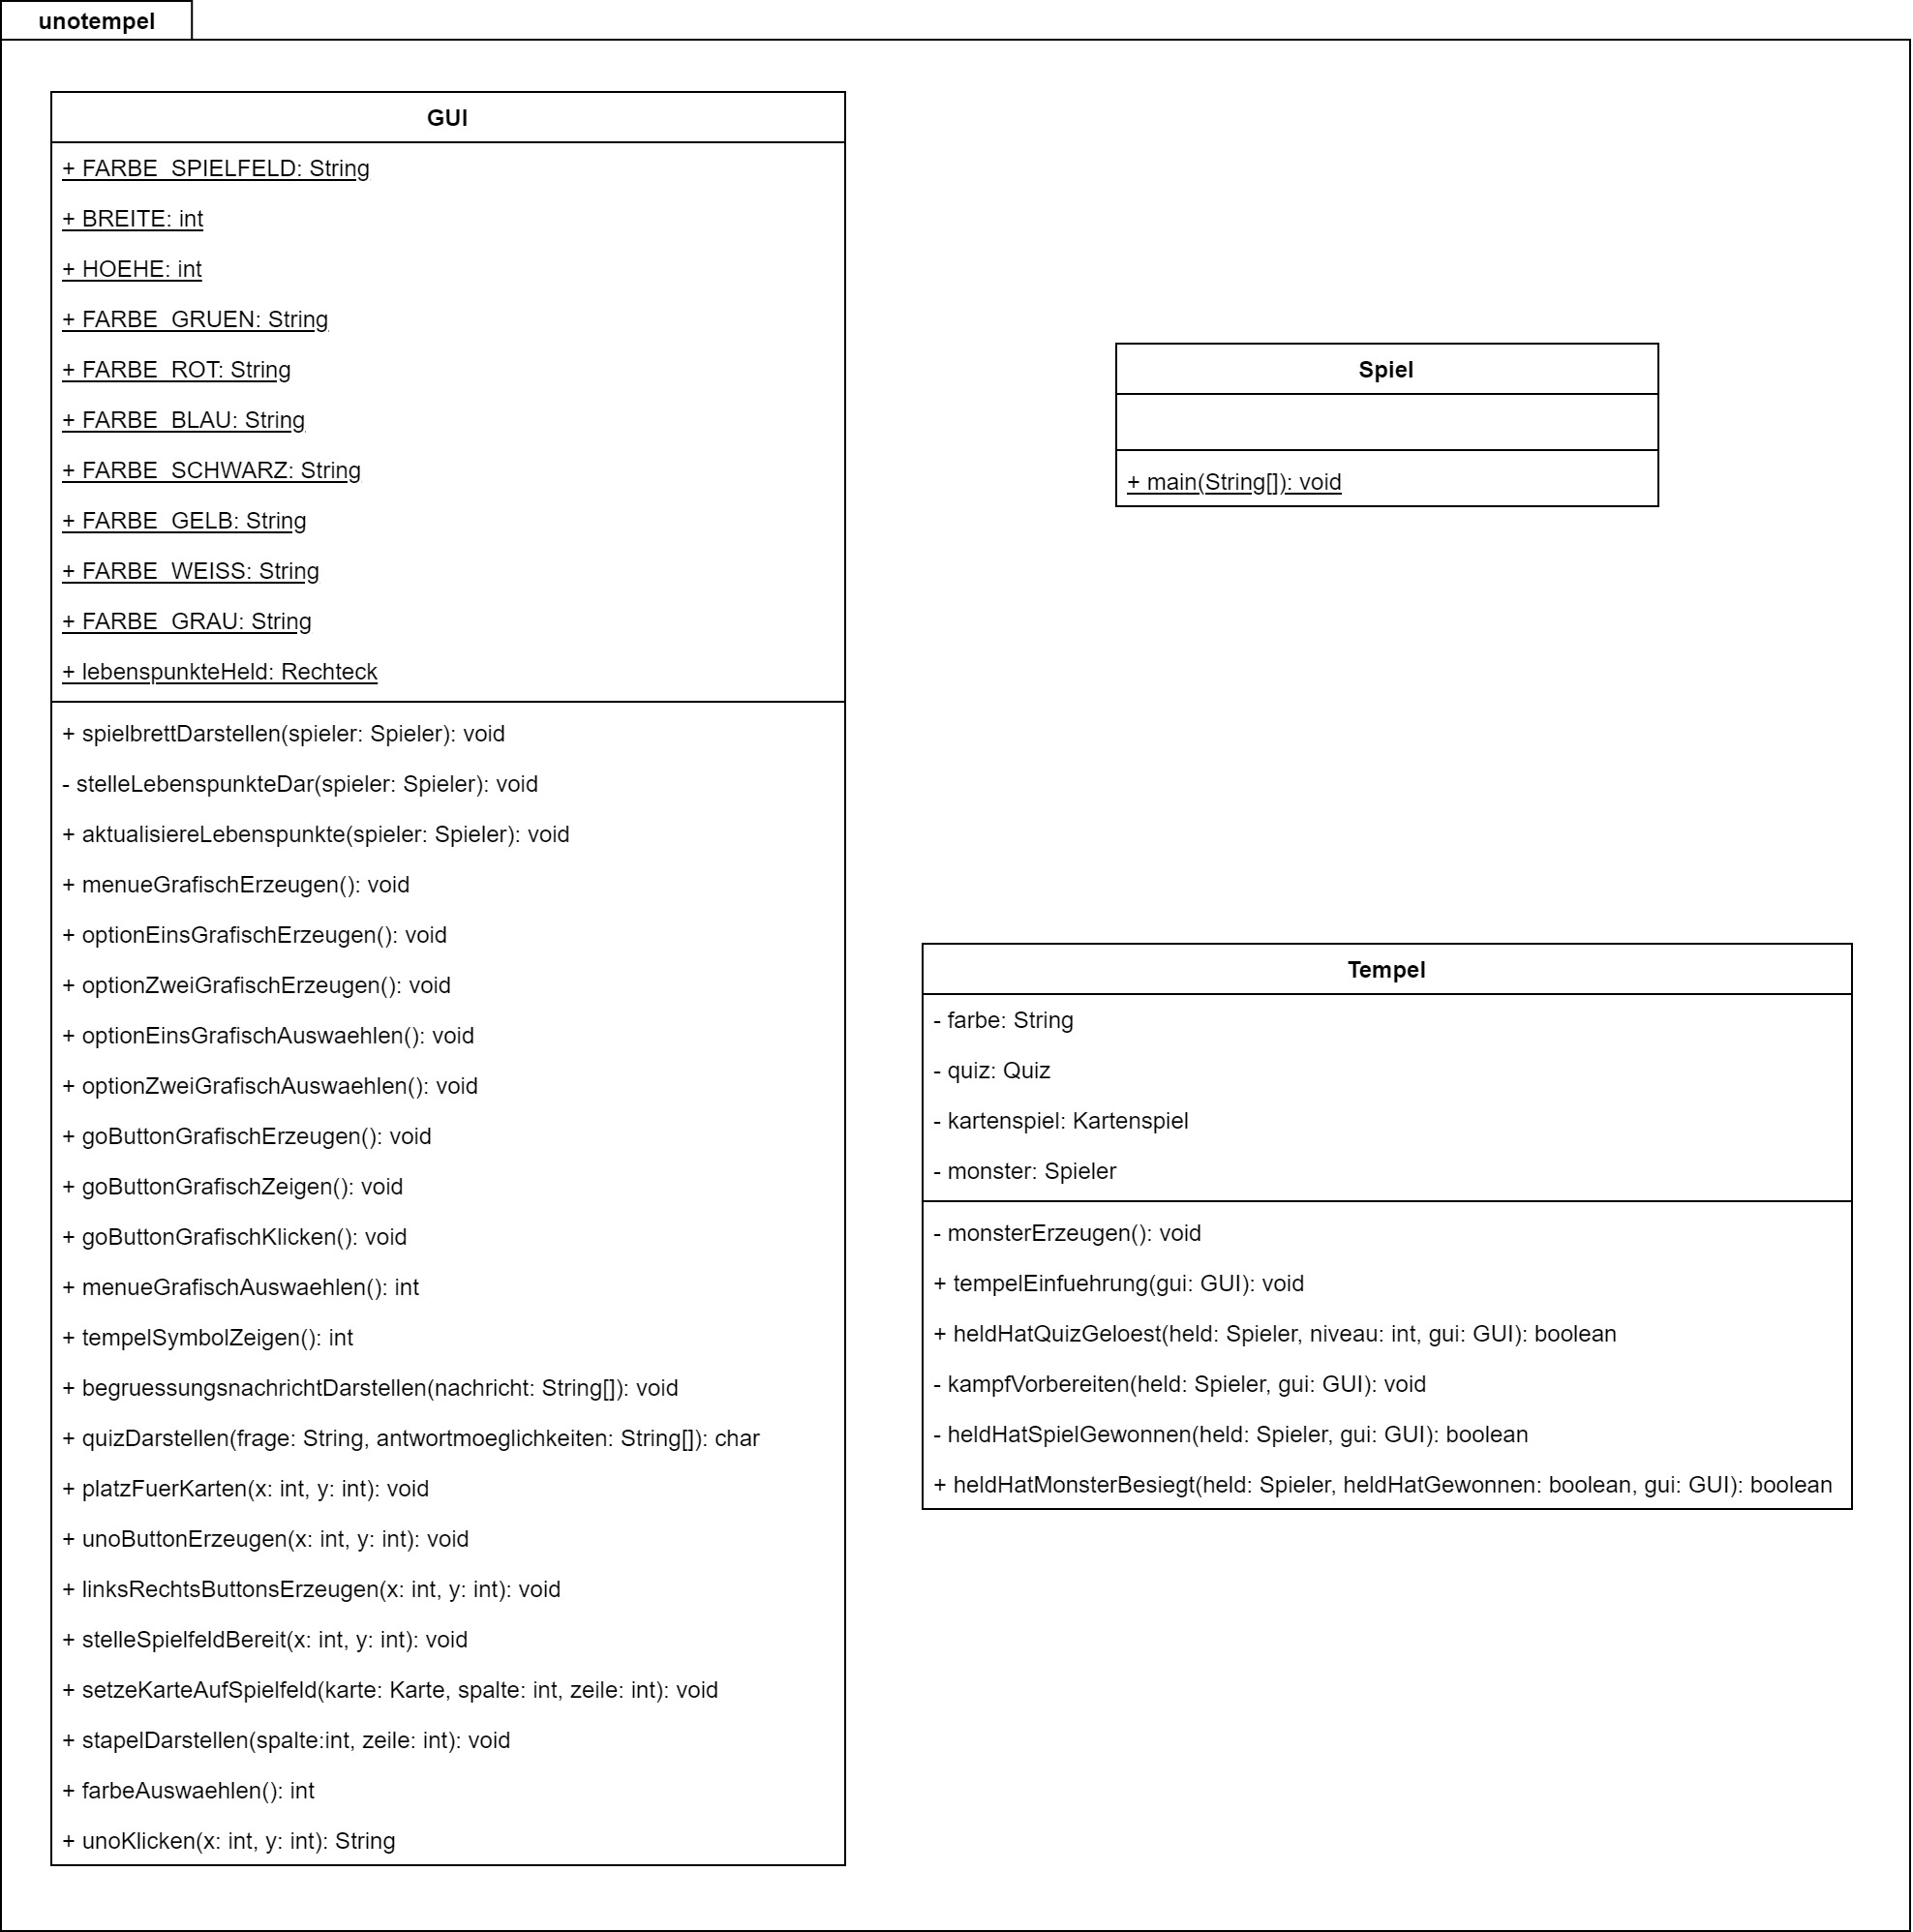 unotempel
GUI
+ FARBE_SPIELFELD: String
+ BREITE: int
+ HOEHE: int
+ FARBE_GRUEN: String
+ FARBE_ROT: String
+ FARBE_BLAU: String
+ FARBE_SCHWARZ: String
+ FARBE_GELB: String
+ FARBE_WEISS: String
+ FARBE_GRAU: String
+ lebenspunkteHeld: Rechteck
+ spielbrettDarstellen(spieler: Spieler): void
- stelleLebenspunkteDar(spieler: Spieler): void
+ aktualisiereLebenspunkte(spieler: Spieler): void
+ menueGrafischErzeugen(): void
+ optionEinsGrafischErzeugen(): void
+ optionZweiGrafischErzeugen(): void
+ optionEinsGrafischAuswaehlen(): void
+ optionZweiGrafischAuswaehlen(): void
+ goButtonGrafischErzeugen(): void
+ goButtonGrafischZeigen(): void
+ goButtonGrafischKlicken(): void
+ menueGrafischAuswaehlen(): int
+ tempelSymbolZeigen(): int
+ begruessungsnachrichtDarstellen(nachricht: String[]): void
+ quizDarstellen(frage: String, antwortmoeglichkeiten: String[]): char
+ platzFuerKarten(x: int, y: int): void
+ unoButtonErzeugen(x: int, y: int): void
+ linksRechtsButtonsErzeugen(x: int, y: int): void
+ stelleSpielfeldBereit(x: int, y: int): void
+ setzeKarteAufSpielfeld(karte: Karte, spalte: int, zeile: int): void
+ stapelDarstellen(spalte:int, zeile: int): void
+ farbeAuswaehlen(): int
+ unoKlicken(x: int, y: int): String
Spiel
+ main(String[]): void
Tempel
- farbe: String
- quiz: Quiz
- kartenspiel: Kartenspiel
- monster: Spieler
- monsterErzeugen(): void
+ tempelEinfuehrung(gui: GUI): void
+ heldHatQuizGeloest(held: Spieler, niveau: int, gui: GUI): boolean
- kampfVorbereiten(held: Spieler, gui: GUI): void
- heldHatSpielGewonnen(held: Spieler, gui: GUI): boolean
+ heldHatMonsterBesiegt(held: Spieler, heldHatGewonnen: boolean, gui: GUI): boolean